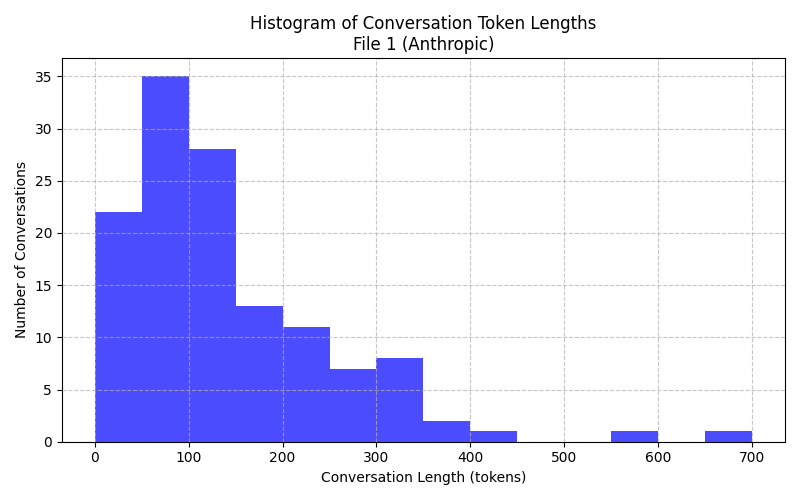 Histogram of Conversation Token Lengths
File 1 (Anthropic)
35
30
25
20
15
10
5
0
Number of Conversations
0 100 200 300 400 500 600 700
Conversation Length (tokens)